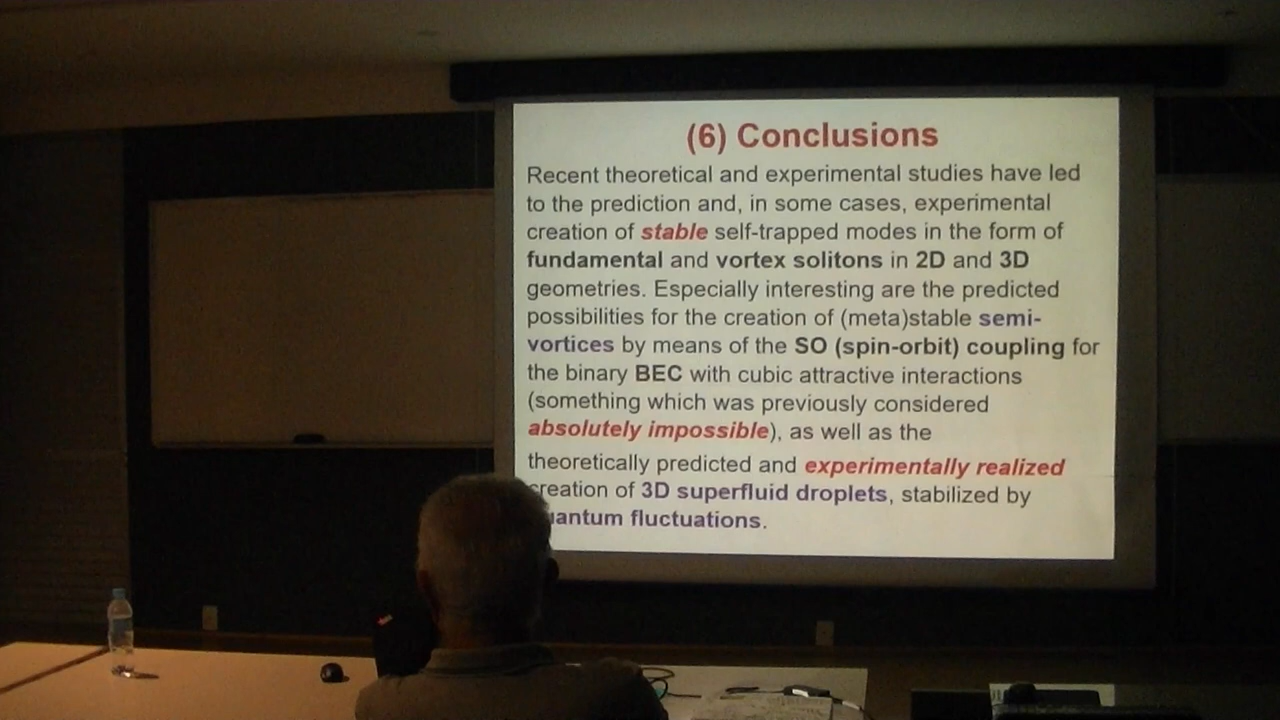 (6) Conclusions
Recent theoretical and experimental studies have led
to the prediction and, in some cases, experimental
creation of stable self-trapped modes in the form of
fundamental and vortex solitons in 2D and 3D
geometries. Especially interesting are the predicted
possibilities for the creation of (meta)stable semi-
vortices by means of the SO (spin-orbit) coupling for
the binary BEC with cubic attractive interactions
(something which was previously considered
absolutely impossible), as well as the
theoretically predicted and experimentally realized
creation of 3D superfluid droplets, stabilized by
uantum fluctuations.